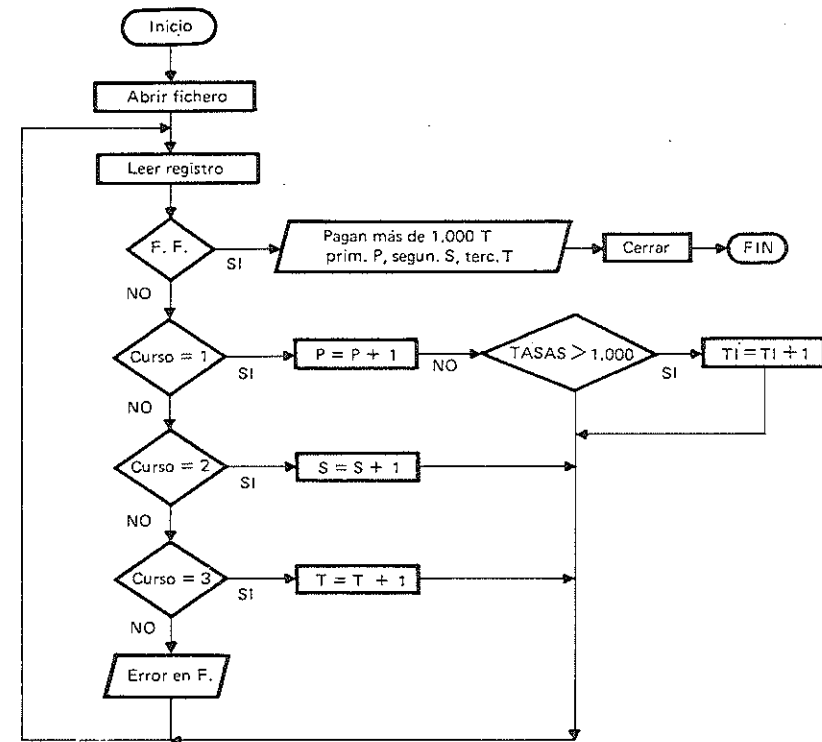 Inicio
Abrir fichero
Leer registro
F. F.
SI
Pagan más de 1.000 T
prim. P, segun. S, terc. T
Cerrar
FIN
NO
Curso = 1
SI
P = P + 1
NO
TASAS > 1.000
SI
TI = TI + 1
NO
Curso = 2
SI
S = S + 1
NO
Curso = 3
SI
T = T + 1
NO
Error en F.